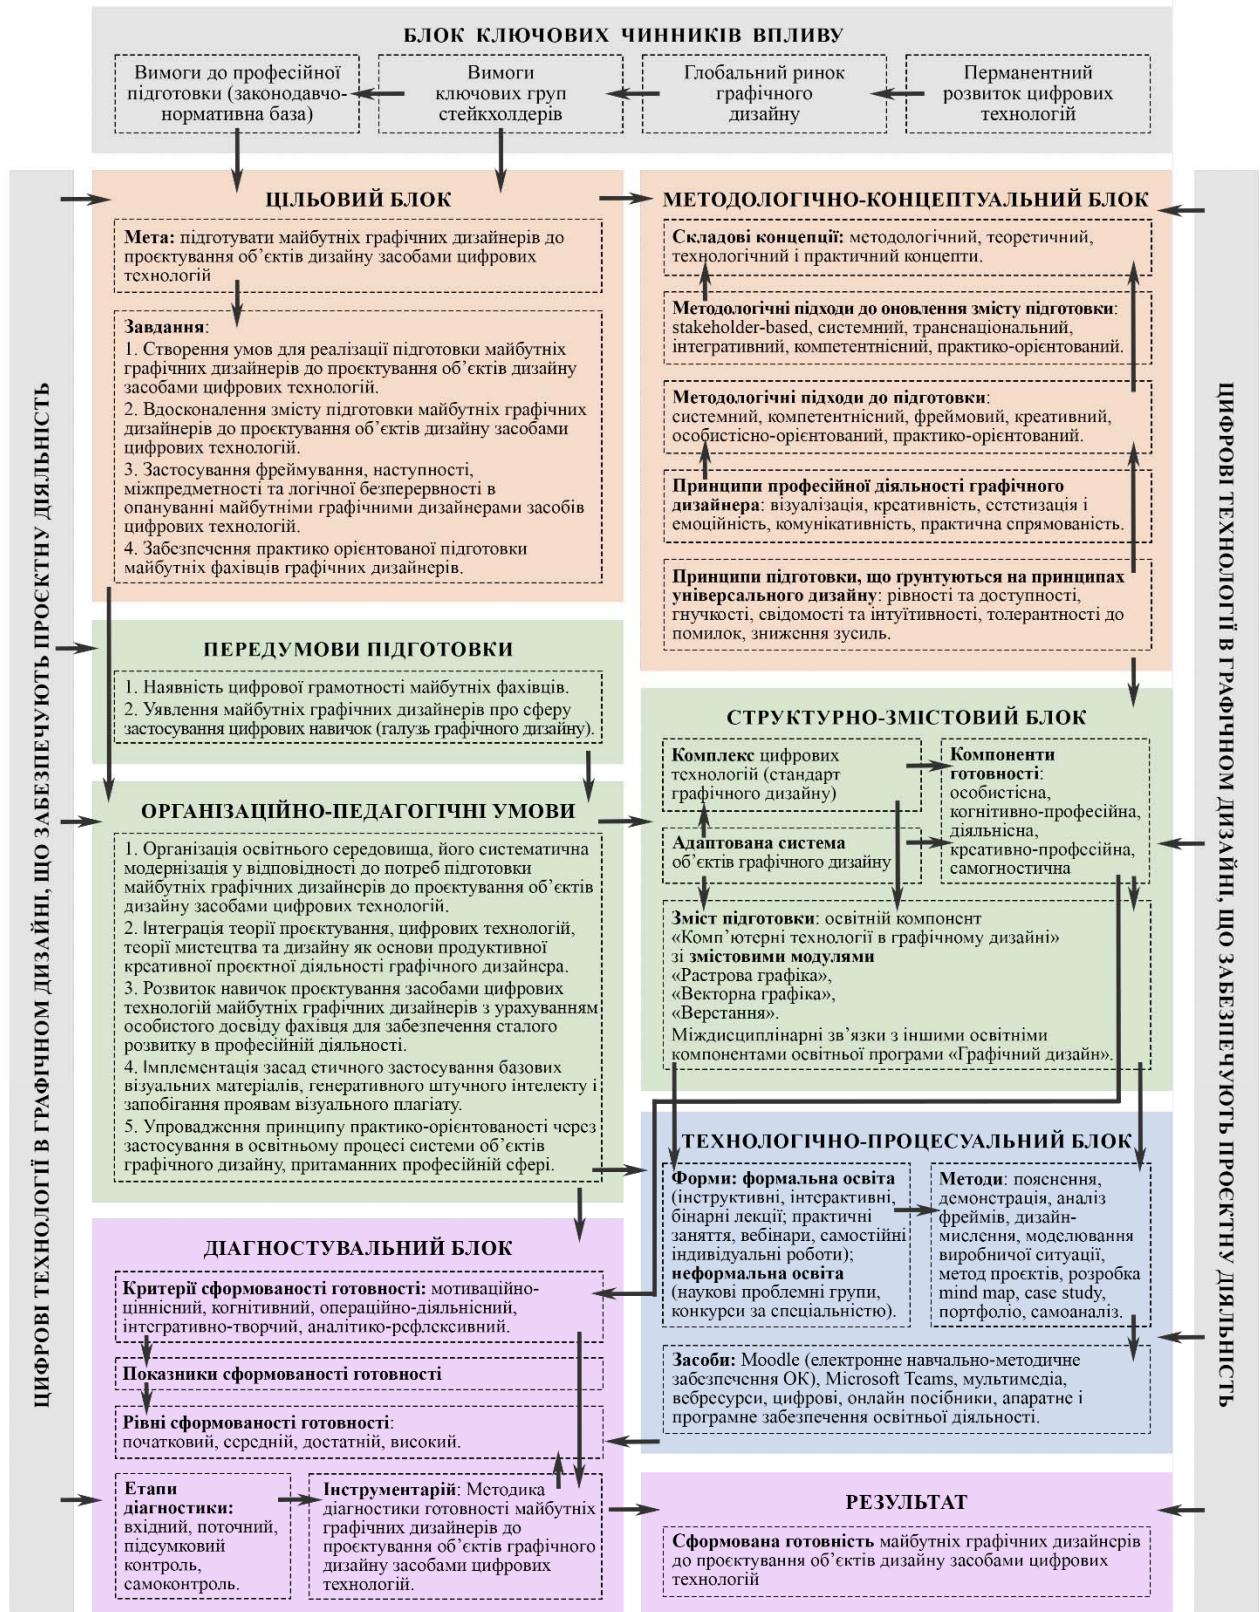 БЛОК КЛЮЧОВИХ ЧИННИКІВ ВПЛИВУ
Вимоги до професійної
підготовки (законодавчо-
нормативна база)
Вимоги
ключових груп
стейкхолдерів
Глобальний ринок
графічного
дизайну
Перманентний
розвиток цифрових
технологій
ЦИФРОВІ ТЕХНОЛОГІЇ В ГРАФІЧНОМ ДИЗАЙНІ, ЩО ЗАБЕЗПЕЧУЮТЬ ПРОЄКТНУ ДІЯЛЬНІСТЬ
ЦІЛЬОВИЙ БЛОК
Мета: підготувати майбутніх графічних дизайнерів до
проєктування об’єктів дизайну засобами цифрових
технологій
Завдання:
1. Створення умов для реалізації підготовки майбутніх
графічних дизайнерів до проєктування об’єктів дизайну
засобами цифрових технологій.
2. Вдосконалення змісту підготовки майбутніх графічних
дизайнерів до проєктування об’єктів дизайну засобами
цифрових технологій.
3. Застосування фреймування, наступності,
міжпредметності та логічної безперервності в
опануванні майбутніми графічними дизайнерами засобів
цифрових технологій.
4. Забезпечення практико орієнтованої підготовки
майбутніх фахівців графічних дизайнерів.
МЕТОДОЛОГІЧНО-КОНЦЕПТУАЛЬНИЙ БЛОК
Складові концепції: методологічний, теоретичний,
технологічний і практичний концепти.
Методологічні підходи до оновлення змісту підготовки:
stakeholder-based, системний, транснаціональний,
інтегративний, компетентнісний, практико-орієнтований.
Методологічні підходи до підготовки:
системний, компетентнісний, фреймовий, креативний,
особистісно-орієнтований, практико-орієнтований.
Принципи професійної діяльності графічного
дизайнера: візуалізація, креативність, естетизація і
емоційність, комунікативність, практична спрямованість.
Принципи підготовки, що ґрунтуються на принципах
універсального дизайну: рівності та доступності,
гнучкості, свідомості та інтуїтивності, толерантності до
помилок, зниження зусиль.
ПЕРЕДУМОВИ ПІДГОТОВКИ
1. Наявність цифрової грамотності майбутніх фахівців.
2. Уявлення майбутніх графічних дизайнерів про сферу
застосування цифрових навичок (галузь графічного дизайну).
ОРГАНІЗАЦІЙНО-ПЕДАГОГІЧНІ УМОВИ
1. Організація освітнього середовища, його систематична
модернізація у відповідності до потреб підготовки
майбутніх графічних дизайнерів до проєктування об’єктів
дизайну засобами цифрових технологій.
2. Інтеграція теорії проєктування, цифрових технологій,
теорії мистецтва та дизайну як основи продуктивної
креативної проєктної діяльності графічного дизайнера.
3. Розвиток навичок проєктування засобами цифрових
технологій майбутніх графічних дизайнерів з урахуванням
особистого досвіду фахівця для забезпечення сталого
розвитку в професійній діяльності.
4. Імплементація засад етичного застосування базових
візуальних матеріалів, генеративного штучного інтелекту і
запобігання проявам візуального плагіату.
5. Упровадження принципу практико-орієнтованості через
застосування в освітньому процесі системи об’єктів
графічного дизайну, притаманних професійній сфері.
СТРУКТУРНО-ЗМІСТОВИЙ БЛОК
Комплекс цифрових
технологій (стандарт
графічного дизайну)
Адаптована система
об’єктів графічного дизайну
Компоненти
готовності:
особистісна,
когнітивно-професійна,
діяльнісна,
креативно-професійна,
самогностична
Зміст підготовки: освітній компонент
«Комп’ютерні технології в графічному дизайні»
зі змістовими модулями
«Растрова графіка»,
«Векторна графіка»,
«Верстання».
Міждисциплінарні зв’язки з іншими освітніми
компонентами освітньої програми «Графічний дизайн».
ТЕХНОЛОГІЧНО-ПРОЦЕСУАЛЬНИЙ БЛОК
Форми: формальна освіта
(інструктивні, інтерактивні,
бінарні лекції; практичні
заняття, вебінари, самостійні
індивідуальні роботи);
неформальна освіта
(наукові проблемні групи,
конкурси за спеціальністю).
Методи: пояснення,
демонстрація, аналіз
фреймів, дизайн-
мислення, моделювання
виробничої ситуації,
метод проєктів, розробка
mind map, case study,
портфоліо, самоаналіз.
Засоби: Moodle (електронне навчально-методичне
забезпечення ОК), Microsoft Teams, мультимедіа,
вебресурси, цифрові, онлайн посібники, апаратне і
програмне забезпечення освітньої діяльності.
ДІАГНОСТУВАЛЬНИЙ БЛОК
Критерії сформованості готовності: мотиваційно-
ціннісний, когнітивний, операційно-діяльнісний,
інтегративно-творчий, аналітико-рефлексивний.
Показники сформованості готовності
Рівні сформованості готовності:
початковий, середній, достатній, високий.
Етапи
діагностики:
вхідний, поточний,
підсумковий
контроль,
самоконтроль.
Інструментарій: Методика
діагностики готовності майбутніх
графічних дизайнерів до
проєктування об’єктів графічного
дизайну засобами цифрових
технологій.
РЕЗУЛЬТАТ
Сформована готовність майбутніх графічних дизайнерів
до проєктування об’єктів дизайну засобами цифрових
технологій
ЦИФРОВІ ТЕХНОЛОГІЇ В ГРАФІЧНОМ ДИЗАЙНІ, ЩО ЗАБЕЗПЕЧУЮТЬ ПРОЄКТНУ ДІЯЛЬНІСТЬ